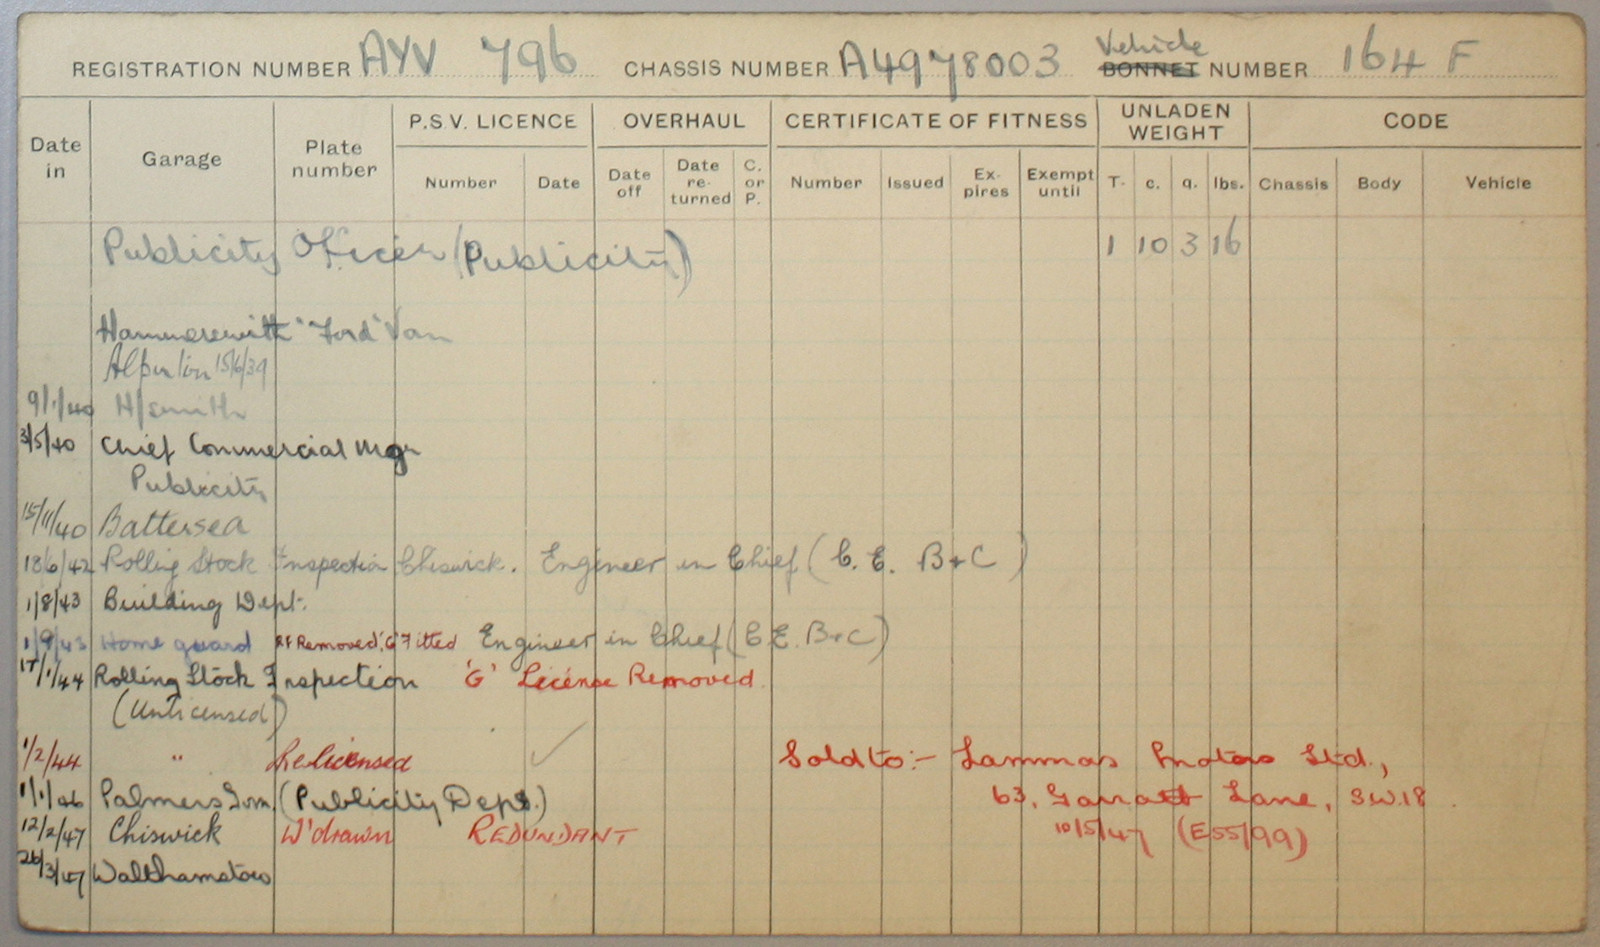 REGISTRATION NUMBER AYV 796 CHASSIS NUMBER A4978003 Vehicle BONNET NUMBER 164 F
Date in Garage Plate number P.S.V. LICENCE OVERHAUL CERTIFICATE OF FITNESS UNLADEN WEIGHT CODE
Number Date Date off Date re-turned C. or P. Number Issued Ex-pires Exempt until T. c. q. lbs. Chassis Body Vehicle
Publicity Officer (Publicity) 1 10 3 16
Hammersmith "Ford" Van
Alperton 15/6/39
9/1/40 H/smith
3/5/40 Chief Commercial Mgr
Publicity
15/11/40 Battersea
18/6/42 Rolling Stock Inspection Chiswick. Engineer in Chief (C. E. B+C)
1/8/43 Building Dept.
1/9/43 Home guard Removed, 'G' Fitted Engineer in Chief (C.E. B+C)
17/1/44 Rolling Stock Inspection 'G' License Removed.
(Unlicensed)
1/2/44 " Relicensed Sold to:- Lammas Motors Ltd.,
1/1/46 Palmers Grn. (Publicity Dept.) 63, Garratt Lane, S.W.18.
12/2/47 Chiswick W'drawn REDUNDANT 10/5/47 (E55/99)
26/3/47 Walthamstow